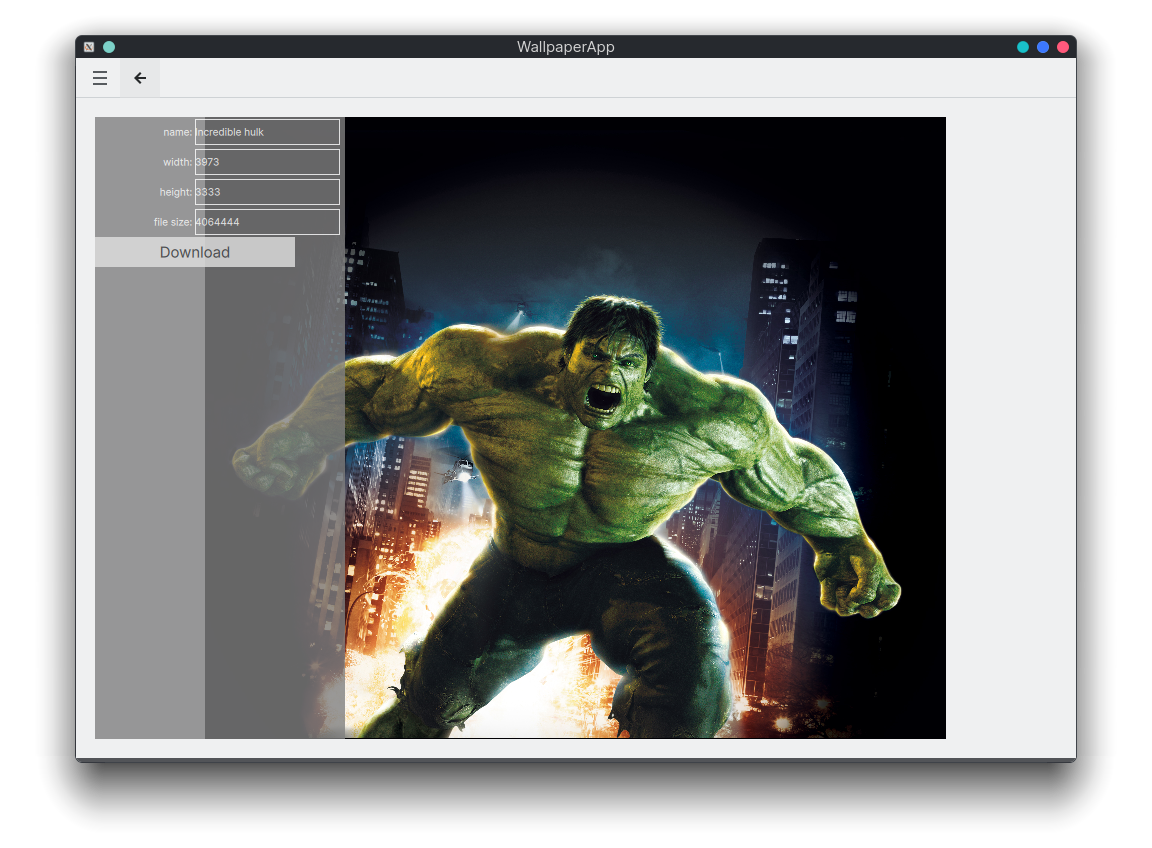 WallpaperApp
name: Incredible hulk
width: 3973
height: 3333
file size: 4064444
Download